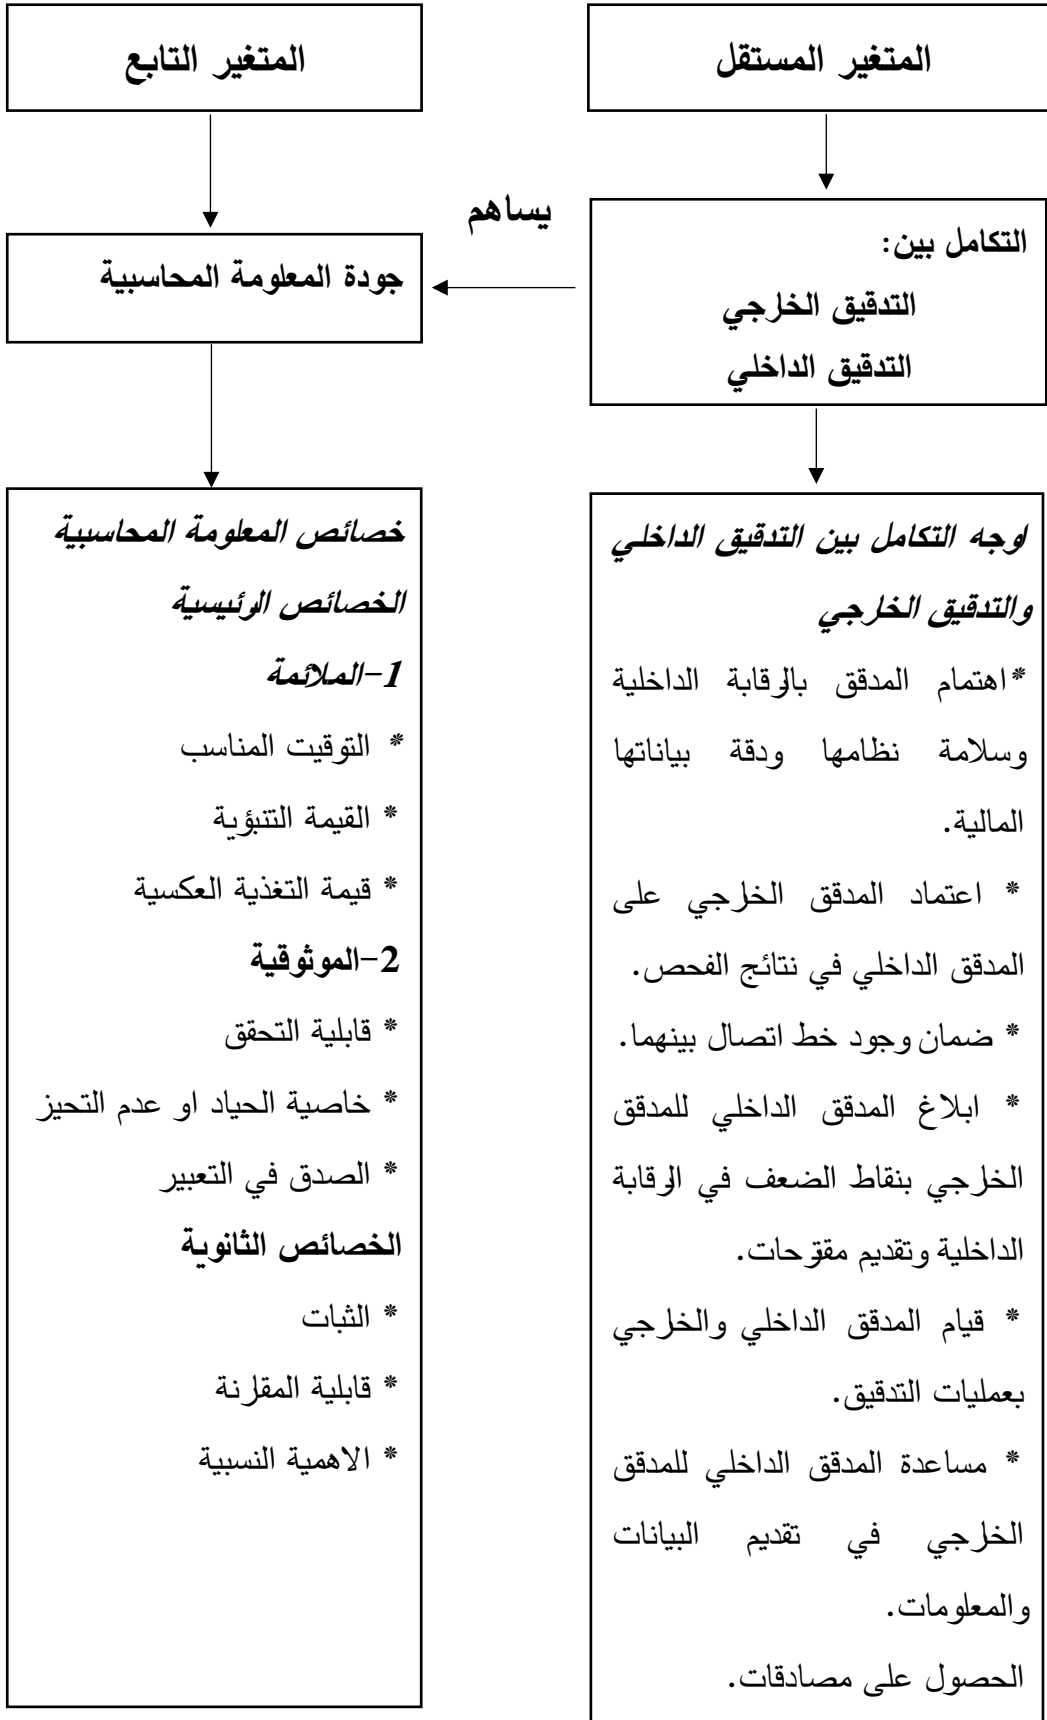 المتغير المستقل
المتغير التابع
يساهم
التكامل بين:
التدقيق الخارجي
التدقيق الداخلي
جودة المعلومة المحاسبية
اوجه التكامل بين التدقيق الداخلي
والتدقيق الخارجي
*اهتمام المدقق بالرقابة الداخلية
وسلامة نظامها ودقة بياناتها
المالية.
* اعتماد المدقق الخارجي على
المدقق الداخلي في نتائج الفحص.
* ضمان وجود خط اتصال بينهما.
* ابلاغ المدقق الداخلي للمدقق
الخارجي بنقاط الضعف في الرقابة
الداخلية وتقديم مقترحات.
* قيام المدقق الداخلي والخارجي
بعمليات التدقيق.
* مساعدة المدقق الداخلي للمدقق
الخارجي في تقديم البيانات
والمعلومات.
الحصول على مصادقات.
خصائص المعلومة المحاسبية
الخصائص الرئيسية
1-الملائمة
* التوقيت المناسب
* القيمة التنبؤية
* قيمة التغذية العكسية
2-الموثوقية
* قابلية التحقق
* خاصية الحياد او عدم التحيز
* الصدق في التعبير
الخصائص الثانوية
* الثبات
* قابلية المقارنة
* الاهمية النسبية